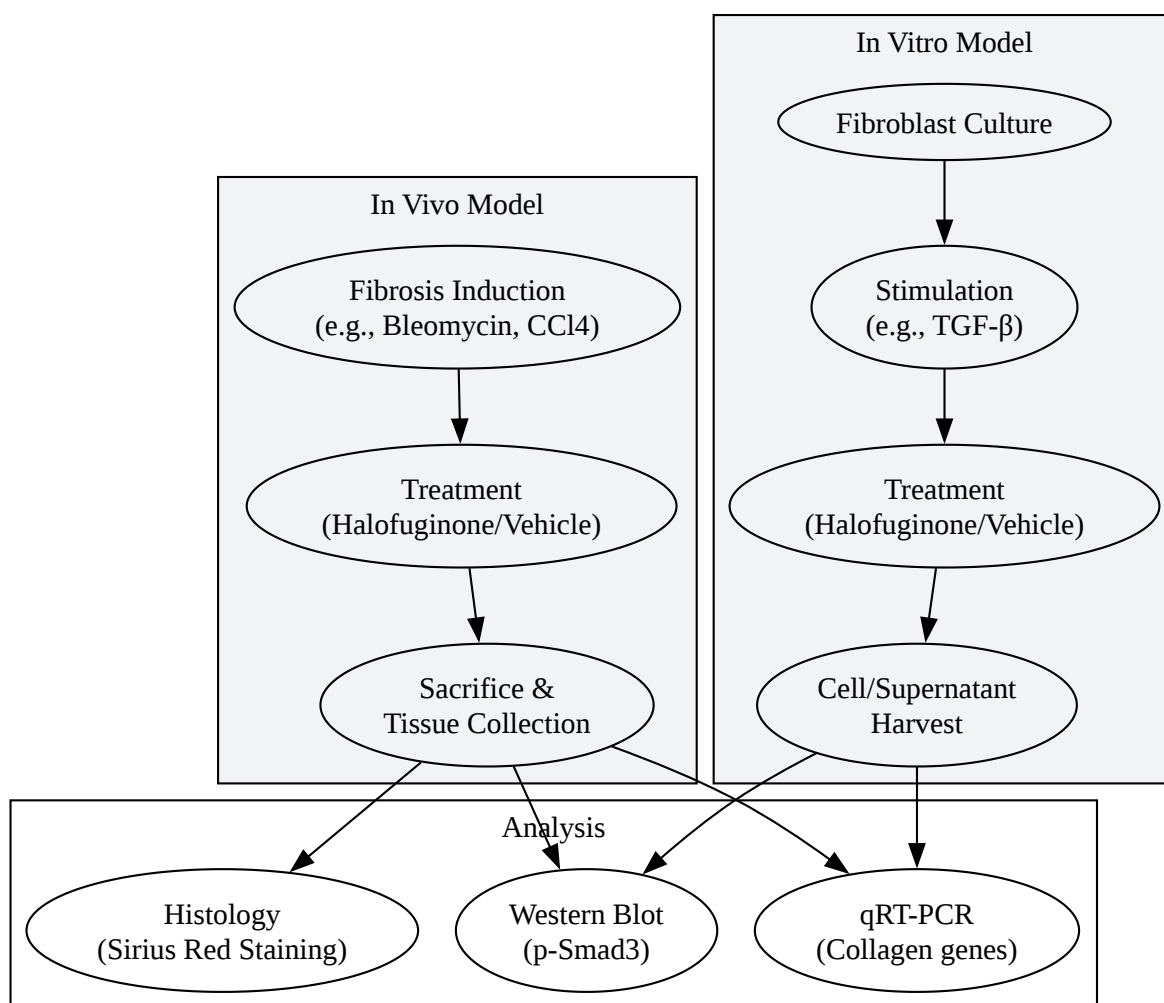 In Vitro Model
Fibroblast Culture
Stimulation
(e.g., TGF-β)
Treatment
(Halofuginone/Vehicle)
Cell/Supernatant
Harvest
In Vivo Model
Fibrosis Induction
(e.g., Bleomycin, CCl4)
Treatment
(Halofuginone/Vehicle)
Sacrifice &
Tissue Collection
Analysis
Histology
(Sirius Red Staining)
Western Blot
(p-Smad3)
qRT-PCR
(Collagen genes)